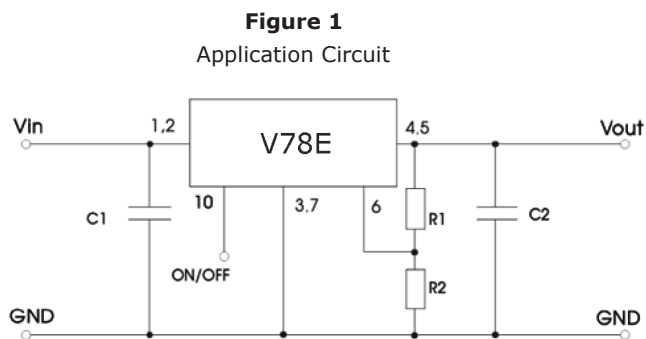 Figure 1
Application Circuit
Vin
1,2
V78E
4.5
Vout
10
3.7
6
C1
R1
C2
ON/OFF
R2
GND
GND